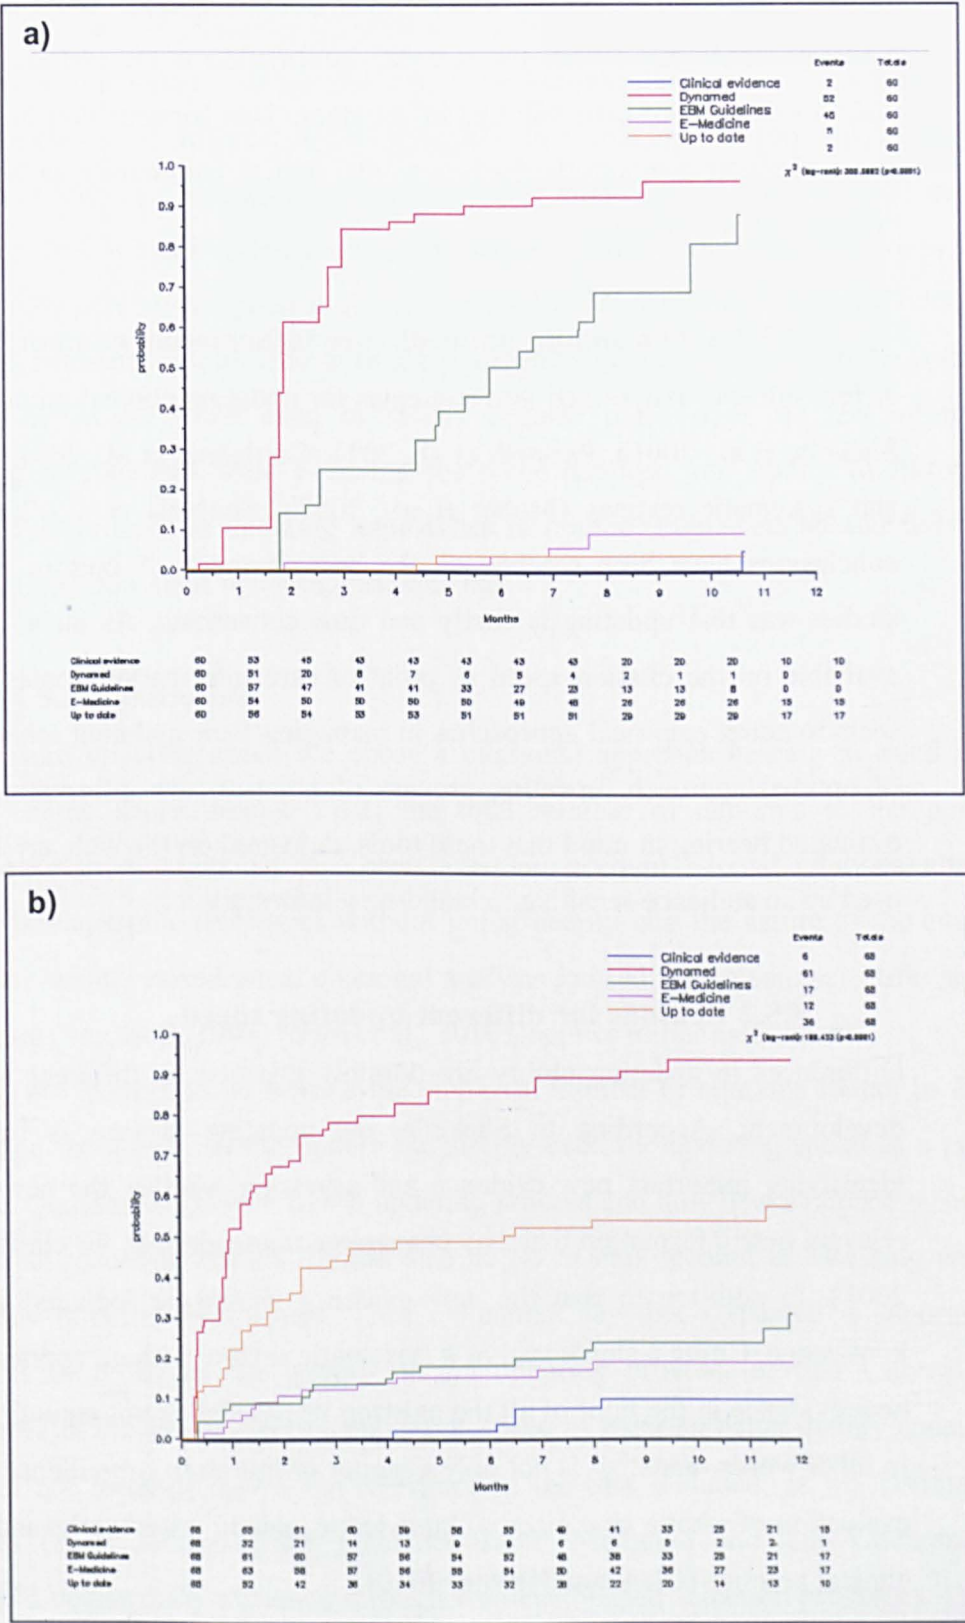 a)
Events Totals
Clinical evidence 2 60
Dynamed 52 60
EBM Guidelines 60
E-Medicine 60
Up to date 2 60
1.0
0.9
0.8
0.7
0.6
0.5
0.4
0.3
0.2
0.1
0.0
probability
0 1 2 3 4 5 6 7 8 9 10 11 12
Months
Clinical evidence 60 53 45 43 43 43 43 43 20 20 20 10 10
Dynamed 60 51 20 8 7 6 2 1
EBM Guidelines 60 57 47 41 41 33 27 23 13 13 8 0 0
E-Medicine 60 54 50 50 50 50 49 48 26 26 26 15 15
Up to date 60 56 54 53 53 51 51 51 29 29 29 17 17
b)
Events Totals
Clinical evidence 6 68
Dynamed 61 68
EBM Guidelines 17 68
E-Medicine 12 68
Up to date 36 68
1.0
0.9
0.8
0.7
0.6
0.5
0.4
0.3
0.2
0.1
0.0
probability
0 1 2 3 4 5 6 7 8 9 10 11 12
Months
Clinical evidence 68 65 61 60 59 56 55 49 41 33 25 21 18
Dynamed 68 32 21 14 13 9 9 6 6 5 2 2 1
EBM Guidelines 68 61 60 57 56 54 52 48 38 33 25 21 17
E-Medicine 68 63 58 57 56 55 54 50 42 36 27 23 17
Up to date 68 52 42 36 34 33 32 28 22 20 14 13 10